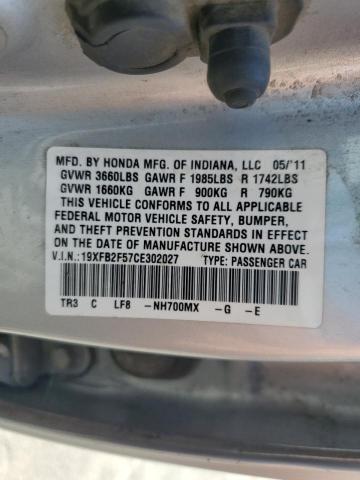 MFD. BY HONDA MFG. OF INDIANA, LLC 05/'11
GVWR 3660LBS GAWR F 1985LBS R 1742LBS
GVWR 1660KG GAWR F 900KG R 790KG
THIS VEHICLE CONFORMS TO ALL APPLICABLE
FEDERAL MOTOR VEHICLE SAFETY, BUMPER,
AND THEFT PREVENTION STANDARDS IN EFFECT
ON THE DATE OF MANUFACTURE SHOWN ABOVE.
V.I.N.: 19XFB2F57CE302027 TYPE: PASSENGER CAR
TR3 C LF8 -NH700MX -G -E